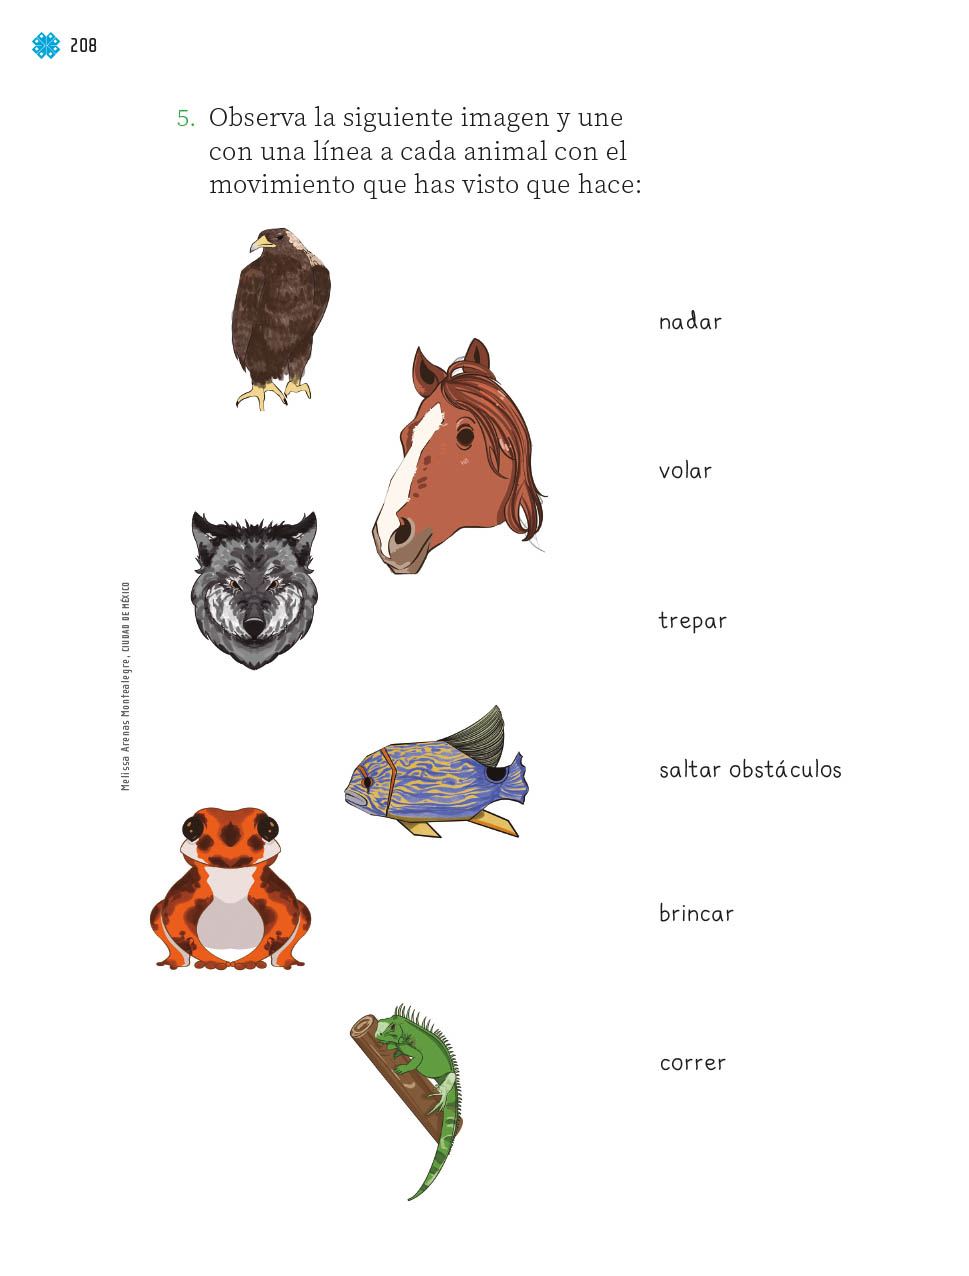 208
5. Observa la siguiente imagen y une
con una línea a cada animal con el
movimiento que has visto que hace:
nadar
volar
trepar
saltar obstáculos
brincar
correr
Melissa Arenas Montealegre, CIUDAD DE MÉXICO